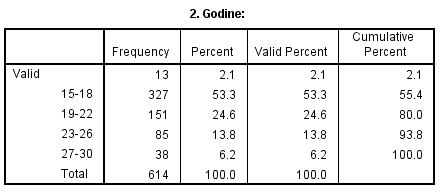 2. Godine:
Frequency Percent Valid Percent Cumulative Percent
Valid 13 2.1 2.1 2.1
15-18 327 53.3 53.3 55.4
19-22 151 24.6 24.6 80.0
23-26 85 13.8 13.8 93.8
27-30 38 6.2 6.2 100.0
Total 614 100.0 100.0